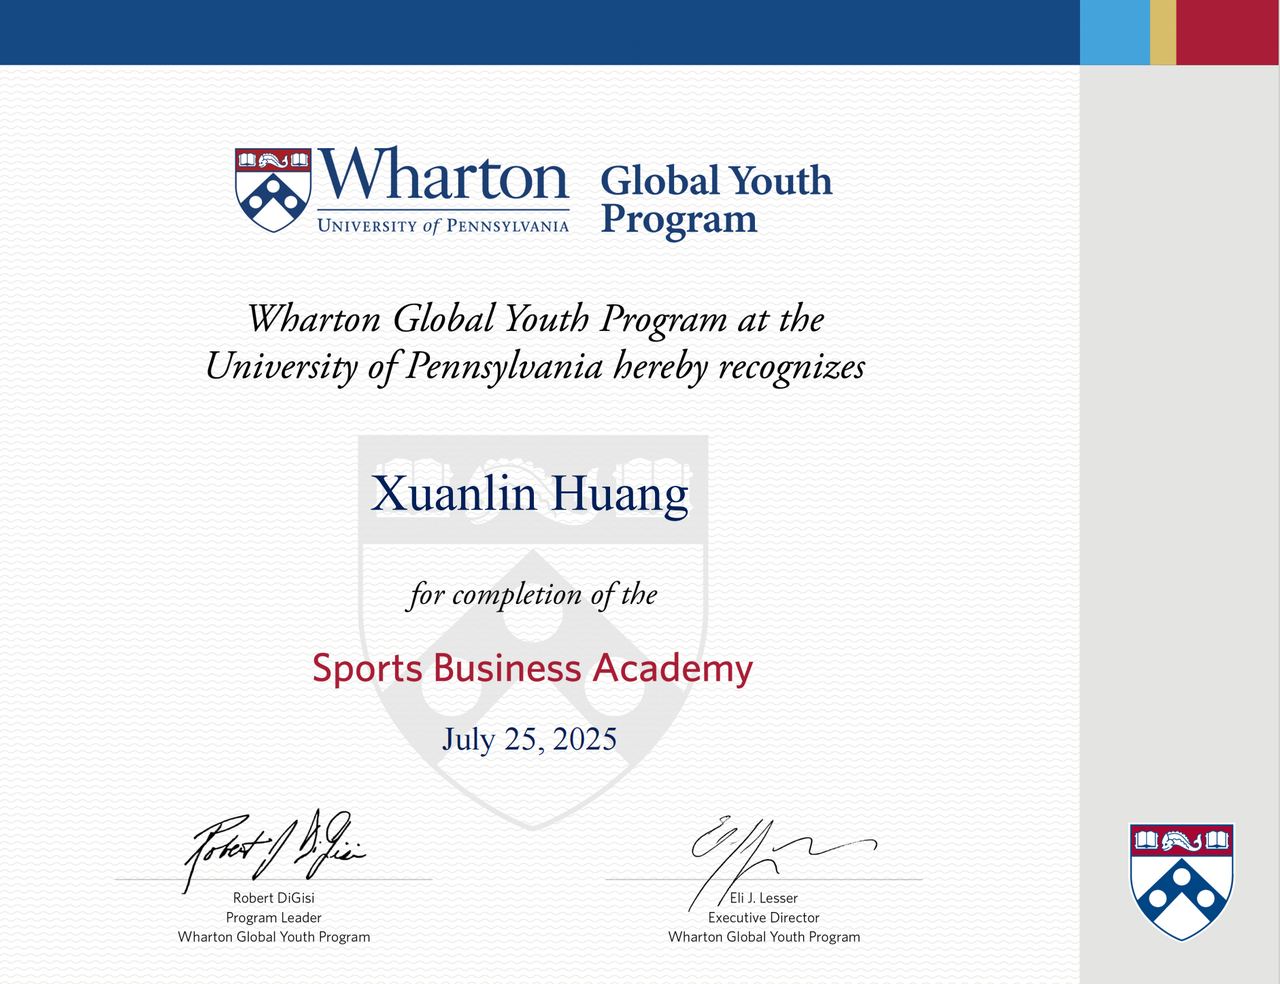 Wharton
UNIVERSITY of PENNSYLVANIA
Global Youth
Program
Wharton Global Youth Program at the
University of Pennsylvania hereby recognizes
Xuanlin Huang
for completion of the
Sports Business Academy
July 25, 2025
Robert J DiGisi
Robert DiGisi
Program Leader
Wharton Global Youth Program
Eli J. Lesser
Executive Director
Wharton Global Youth Program